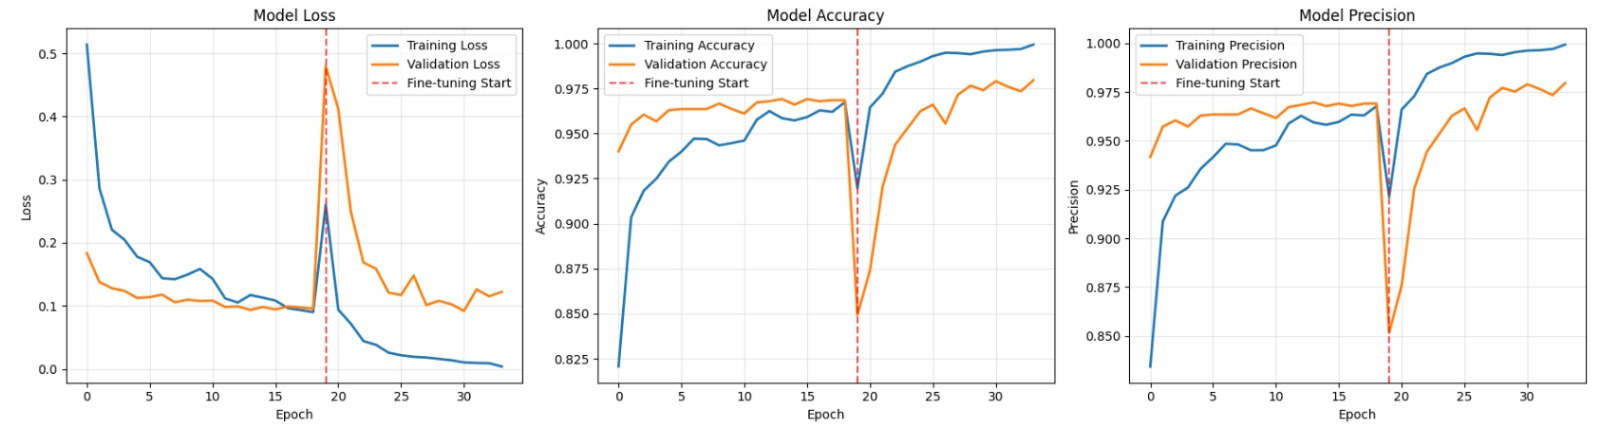 Model Loss
Training Loss
Validation Loss
Fine-tuning Start
0.5
0.4
0.3
0.2
0.1
0.0
Loss
0 5 10 15 20 25 30
Epoch
Model Accuracy
Training Accuracy
Validation Accuracy
Fine-tuning Start
1.000
0.975
0.950
0.925
0.900
0.875
0.850
0.825
Accuracy
0 5 10 15 20 25 30
Epoch
Model Precision
Training Precision
Validation Precision
Fine-tuning Start
1.000
0.975
0.950
0.925
0.900
0.875
0.850
Precision
0 5 10 15 20 25 30
Epoch